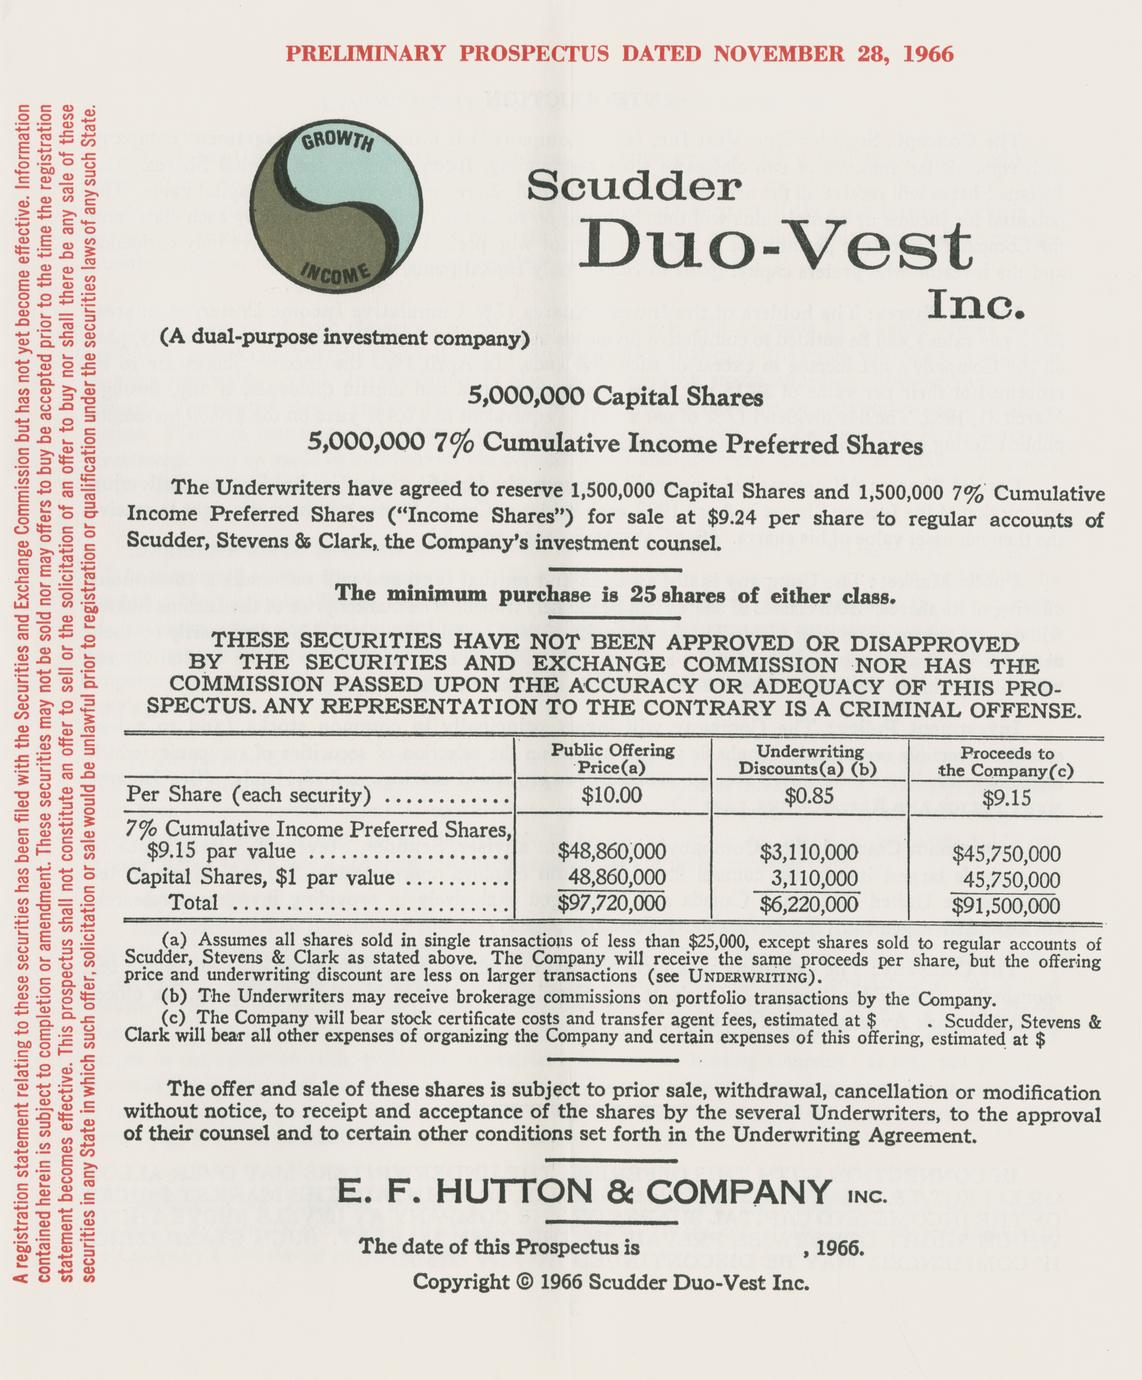 PRELIMINARY PROSPECTUS DATED NOVEMBER 28, 1966
A registration statement relating to these securities has been filed with the Securities and Exchange Commission but has not yet become effective. Information
contained herein is subject to completion or amendment. These securities may not be sold nor may offers to buy be accepted prior to the time the registration
statement becomes effective. This prospectus shall not constitute an offer to sell or the solicitation of an offer to buy nor shall there be any sale of these
securities in any State in which such offer, solicitation or sale would be unlawful prior to registration or qualification under the securities laws of any such State.
GROWTH
INCOME
Scudder
Duo-Vest
Inc.
(A dual-purpose investment company)
5,000,000 Capital Shares
5,000,000 7% Cumulative Income Preferred Shares
The Underwriters have agreed to reserve 1,500,000 Capital Shares and 1,500,000 7% Cumulative
Income Preferred Shares (“Income Shares”) for sale at $9.24 per share to regular accounts of
Scudder, Stevens & Clark, the Company's investment counsel.
The minimum purchase is 25 shares of either class.
THESE SECURITIES HAVE NOT BEEN APPROVED OR DISAPPROVED
BY THE SECURITIES AND EXCHANGE COMMISSION NOR HAS THE
COMMISSION PASSED UPON THE ACCURACY OR ADEQUACY OF THIS PRO-
SPECTUS. ANY REPRESENTATION TO THE CONTRARY IS A CRIMINAL OFFENSE.
Public Offering Price(a) Underwriting Discounts(a) (b) Proceeds to the Company(c)
Per Share (each security) ............ $10.00 $0.85 $9.15
7% Cumulative Income Preferred Shares,
$9.15 par value .................. $48,860,000 $3,110,000 $45,750,000
Capital Shares, $1 par value .......... 48,860,000 3,110,000 45,750,000
Total ......................... $97,720,000 $6,220,000 $91,500,000
(a) Assumes all shares sold in single transactions of less than $25,000, except shares sold to regular accounts of
Scudder, Stevens & Clark as stated above. The Company will receive the same proceeds per share, but the offering
price and underwriting discount are less on larger transactions (see UNDERWRITING).
(b) The Underwriters may receive brokerage commissions on portfolio transactions by the Company.
(c) The Company will bear stock certificate costs and transfer agent fees, estimated at $ . Scudder, Stevens &
Clark will bear all other expenses of organizing the Company and certain expenses of this offering, estimated at $
The offer and sale of these shares is subject to prior sale, withdrawal, cancellation or modification
without notice, to receipt and acceptance of the shares by the several Underwriters, to the approval
of their counsel and to certain other conditions set forth in the Underwriting Agreement.
E. F. HUTTON & COMPANY INC.
The date of this Prospectus is , 1966.
Copyright © 1966 Scudder Duo-Vest Inc.